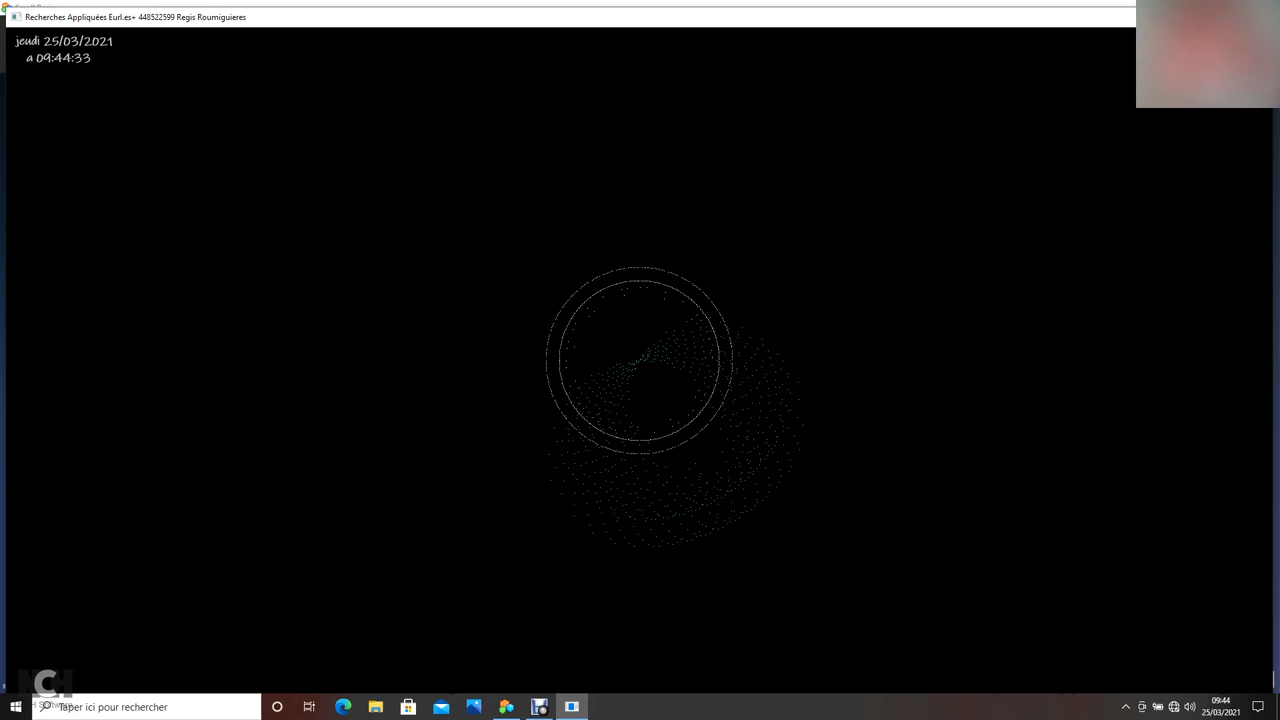 Recherches Appliquées Eurl.es+ 448522599 Regis Roumiguieres
jeudi 25/03/2021
a 09:44:33
NCH
Taper ici pour rechercher
09:44
25/03/2021